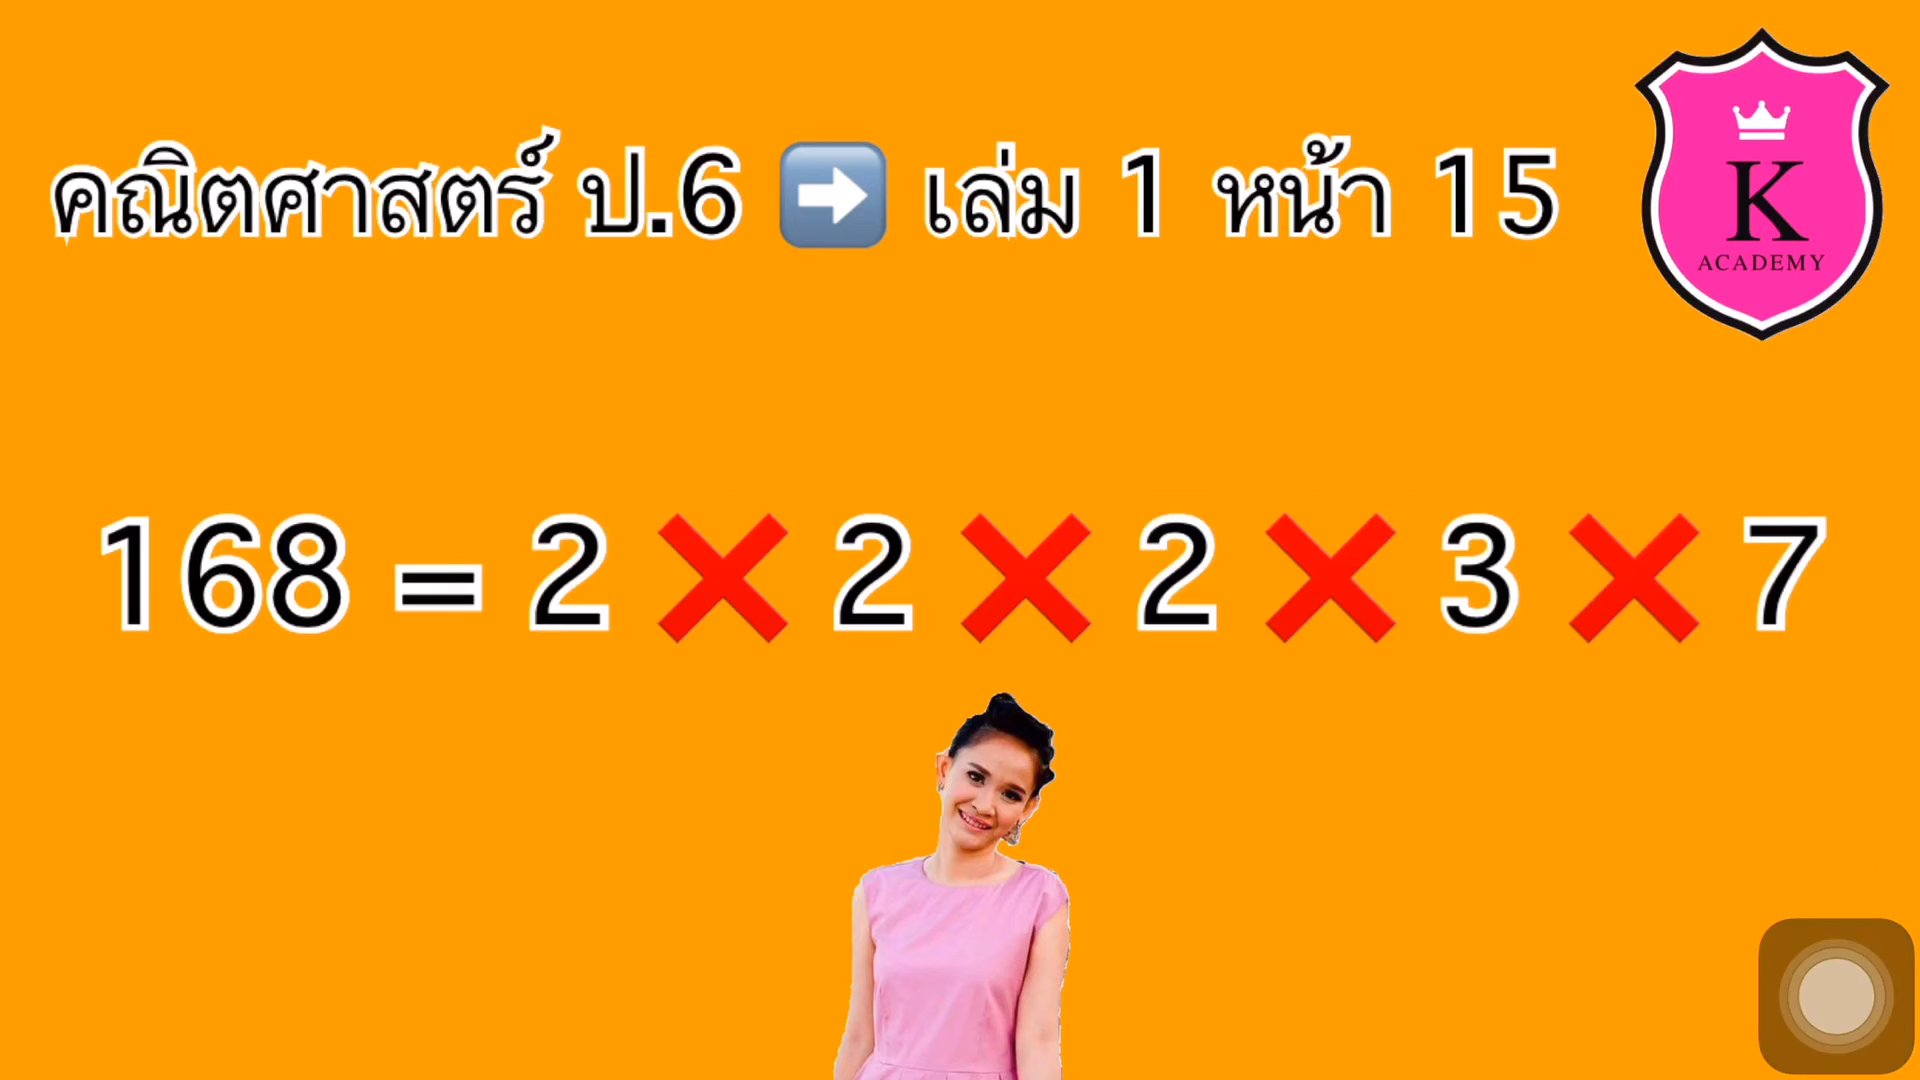 คณิตศาสตร์ ป.6 ➡️ เล่ม 1 หน้า 15
K
ACADEMY
168 = 2 ❌ 2 ❌ 2 ❌ 3 ❌ 7